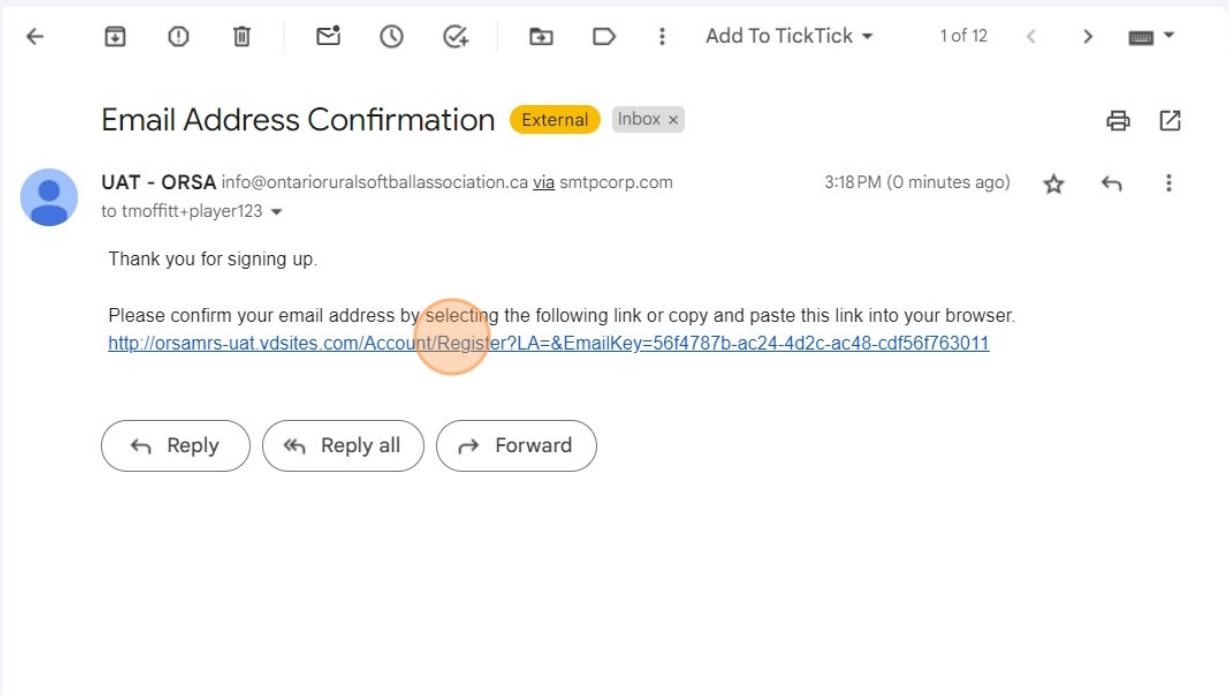 Add To TickTick 1 of 12
Email Address Confirmation External Inbox ×
UAT - ORSA info@ontarioruralsoftballassociation.ca via smtpcorp.com 3:18 PM (0 minutes ago)
to tmoffitt+player123
Thank you for signing up.
Please confirm your email address by selecting the following link or copy and paste this link into your browser.
http://orsamrs-uat.vdsites.com/Account/Register?LA=&EmailKey=56f4787b-ac24-4d2c-ac48-cdf56f763011
Reply Reply all Forward